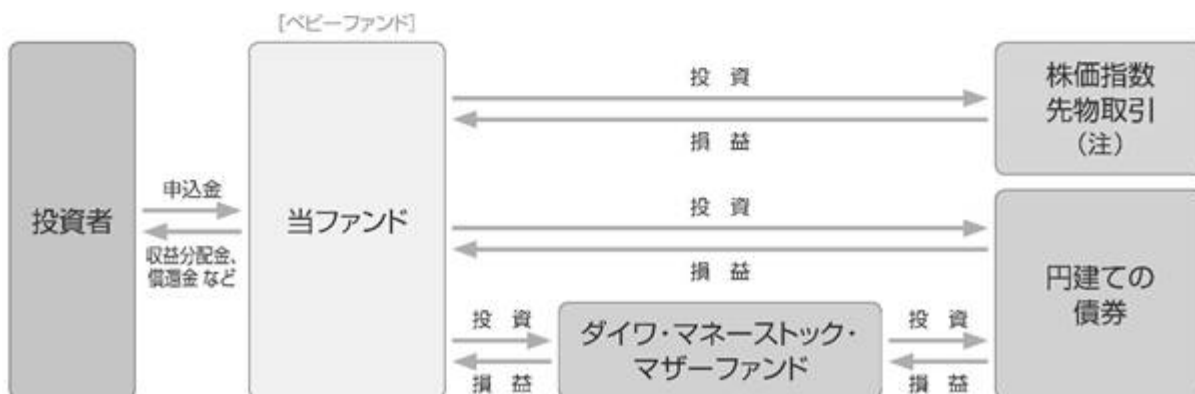 [ベビーファンド]
投資者
申込金
収益分配金、
償還金 など
当ファンド
投 資
損 益
株価指数
先物取引
（注）
投 資
損 益
円建ての
債券
投 資
損 益
ダイワ・マネーストック・
マザーファンド
投 資
損 益